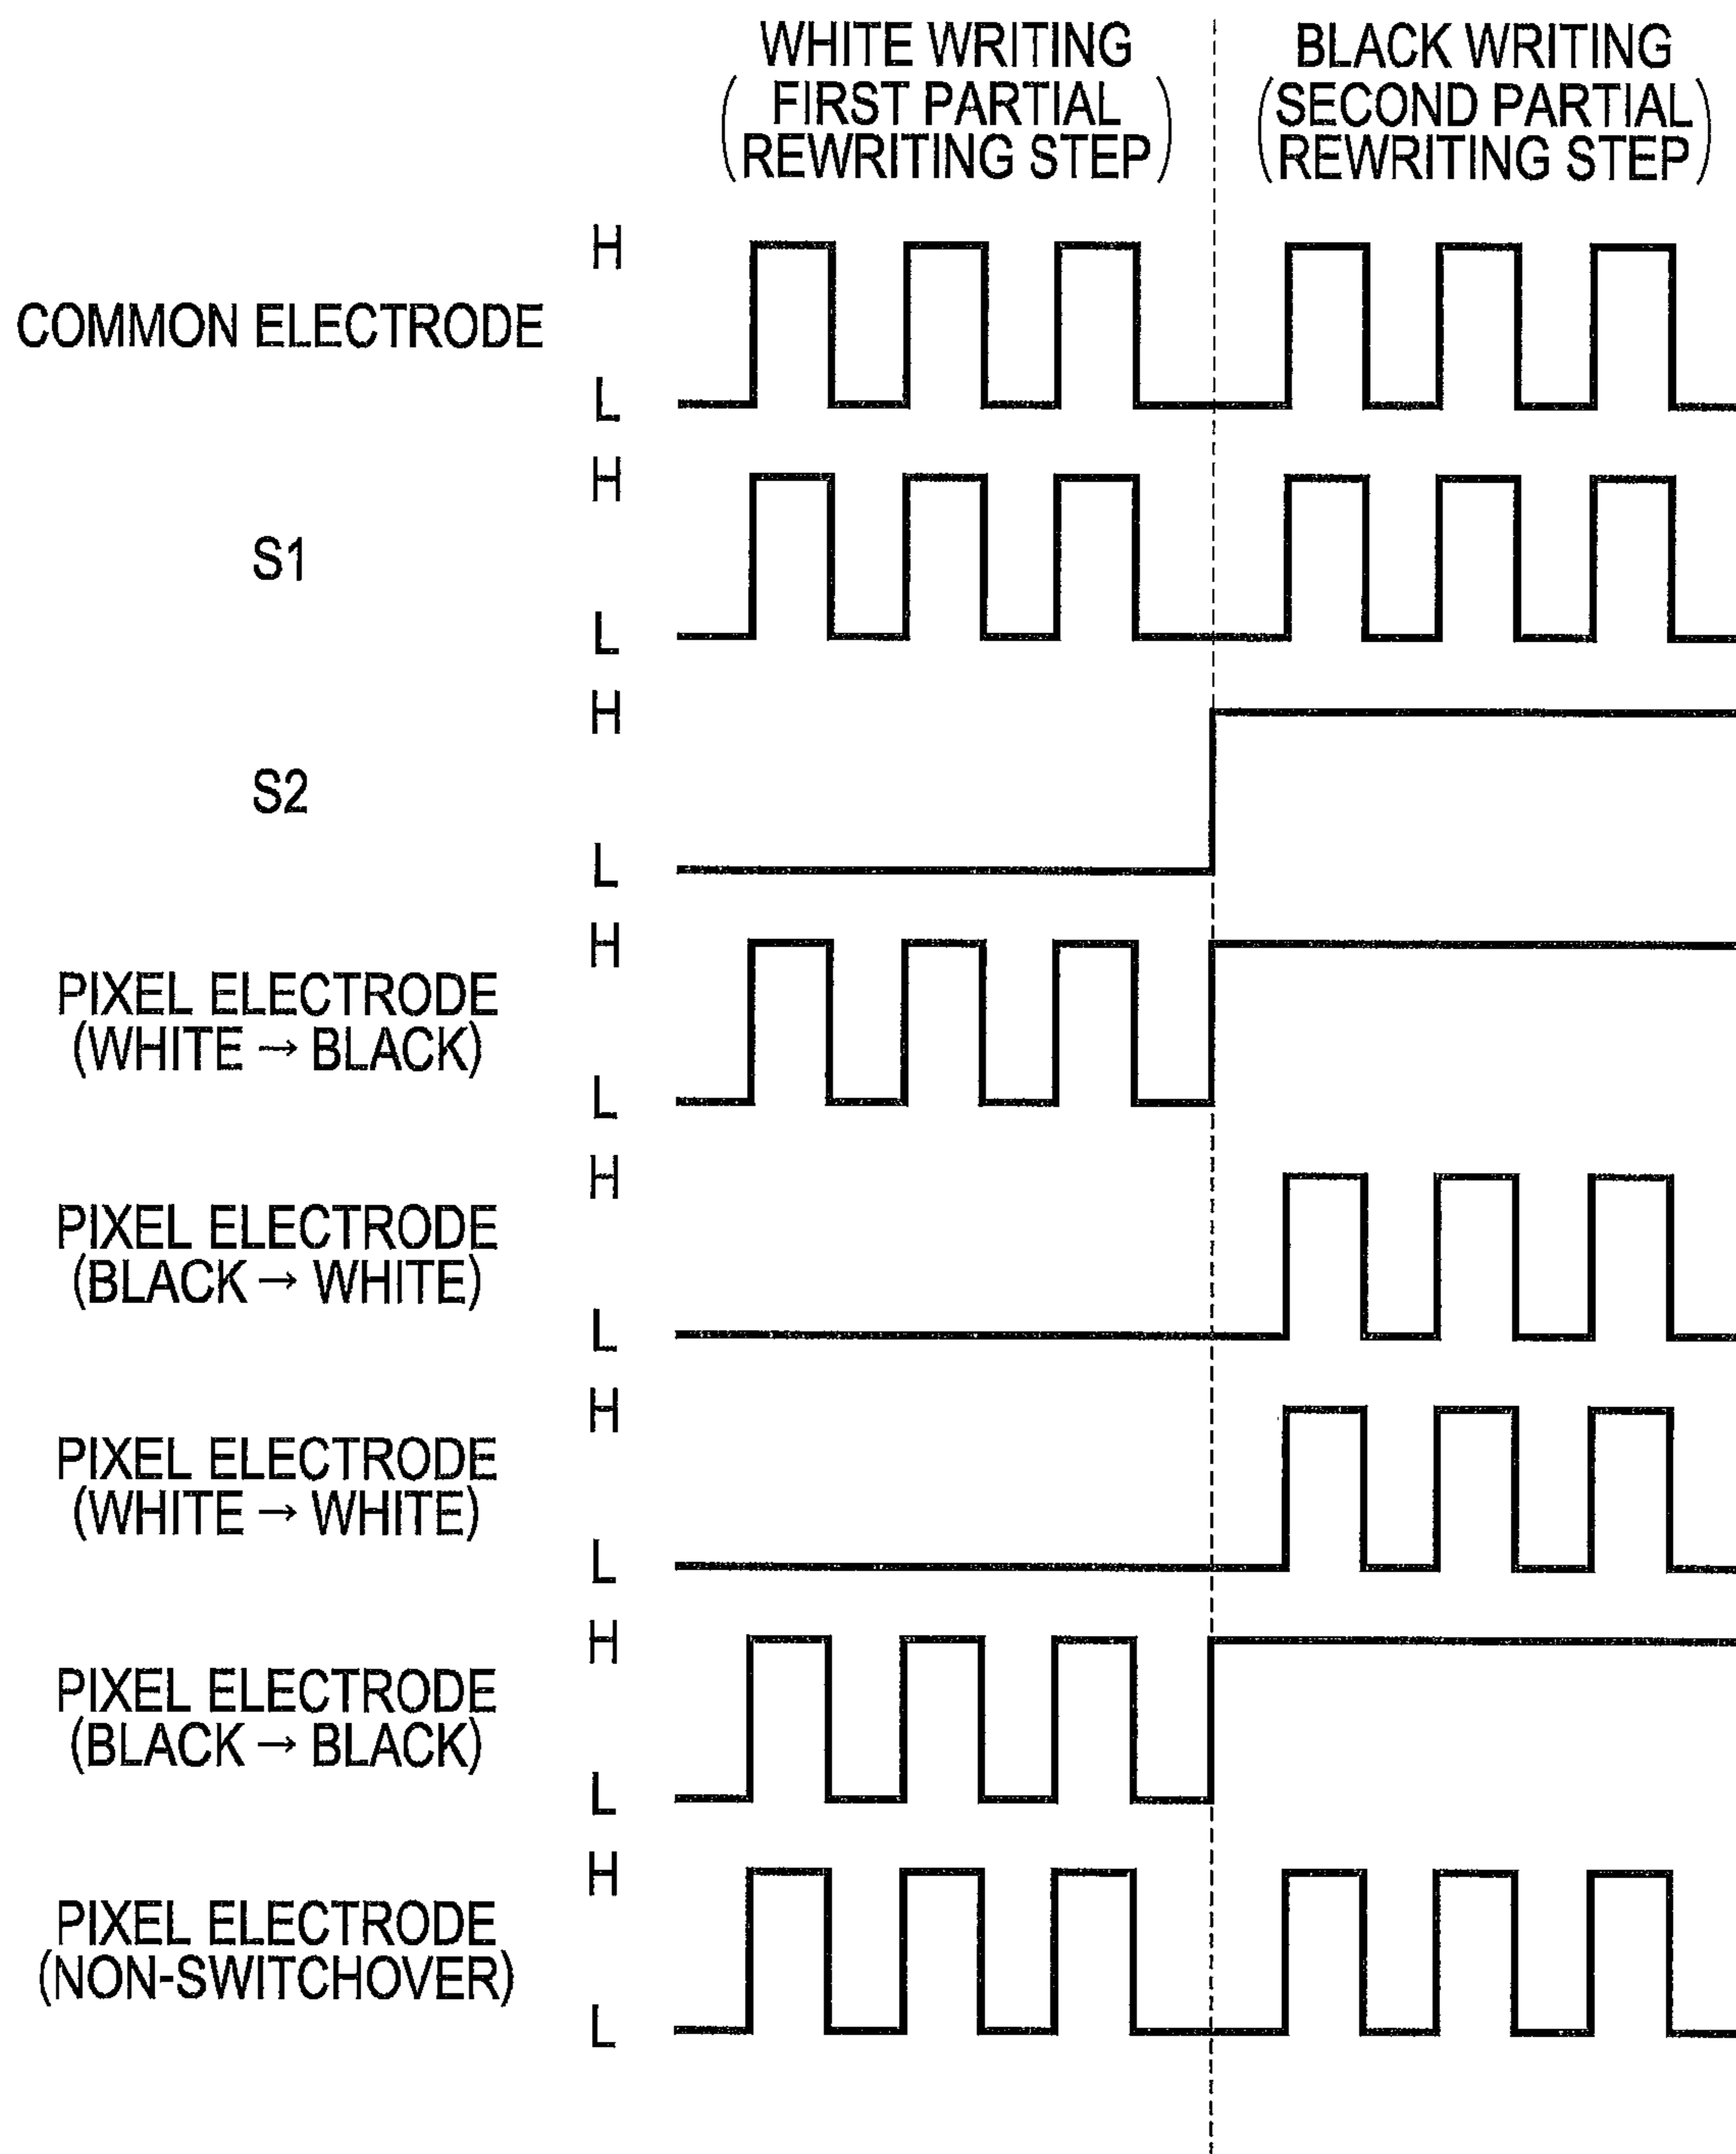 WHITE WRITING
(FIRST PARTIAL
REWRITING STEP)
BLACK WRITING
(SECOND PARTIAL
REWRITING STEP)
H
COMMON ELECTRODE
L
H
S1
L
H
S2
L
H
PIXEL ELECTRODE
(WHITE → BLACK)
L
H
PIXEL ELECTRODE
(BLACK → WHITE)
L
H
PIXEL ELECTRODE
(WHITE → WHITE)
L
H
PIXEL ELECTRODE
(BLACK → BLACK)
L
H
PIXEL ELECTRODE
(NON-SWITCHOVER)
L